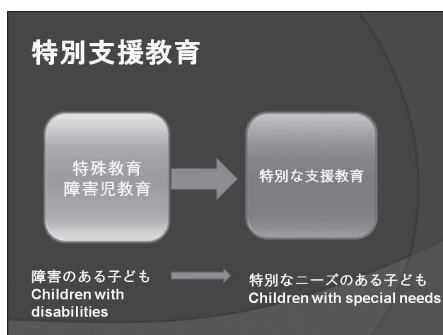 特別支援教育
特殊教育
障害児教育
特別な支援教育
障害のある子ども
Children with
disabilities
特別なニーズのある子ども
Children with special needs